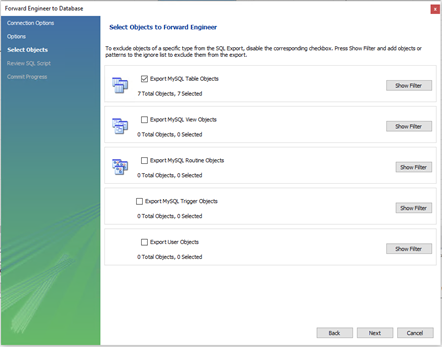 Forward Engineer to Database
Connection Options
Options
Select Objects
Review SQL Script
Commit Progress
Select Objects to Forward Engineer
To exclude objects of a specific type from the SQL Export, disable the corresponding checkbox. Press Show Filter and add objects or
patterns to the ignore list to exclude them from the export.
Export MySQL Table Objects
7 Total Objects, 7 Selected
Show Filter
Export MySQL View Objects
0 Total Objects, 0 Selected
Show Filter
Export MySQL Routine Objects
0 Total Objects, 0 Selected
Show Filter
Export MySQL Trigger Objects
0 Total Objects, 0 Selected
Show Filter
Export User Objects
0 Total Objects, 0 Selected
Show Filter
Back
Next
Cancel